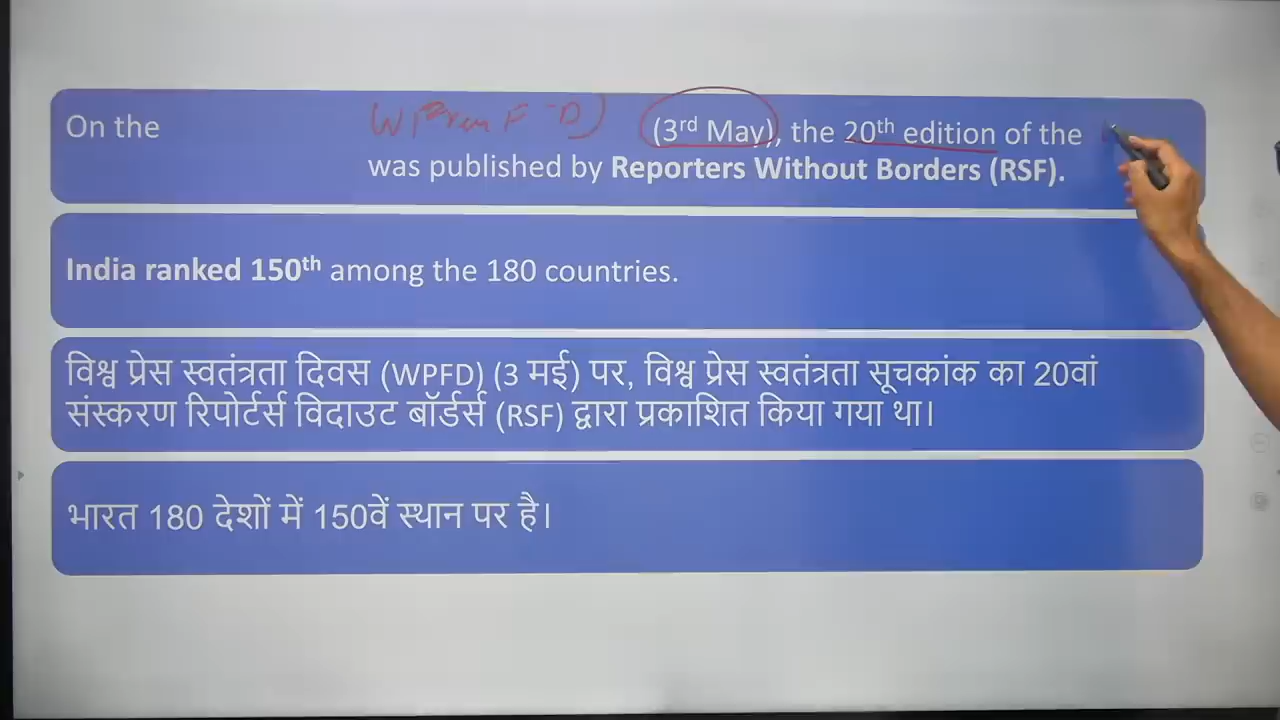 On the (3rd May), the 20th edition of the
was published by Reporters Without Borders (RSF).
India ranked 150th among the 180 countries.
विश्व प्रेस स्वतंत्रता दिवस (WPFD) (3 मई) पर, विश्व प्रेस स्वतंत्रता सूचकांक का 20वां
संस्करण रिपोर्टर्स विदाउट बॉर्डर्स (RSF) द्वारा प्रकाशित किया गया था।
भारत 180 देशों में 150वें स्थान पर है।